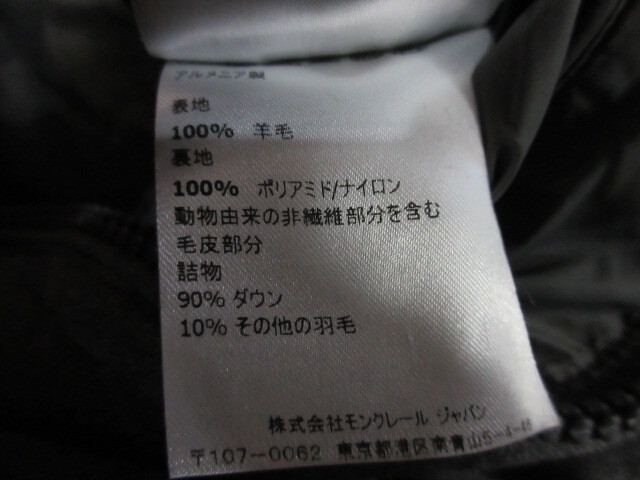 アルメニア製
表地
100% 羊毛
裏地
100% ポリアミド/ナイロン
動物由来の非繊維部分を含む
毛皮部分
詰物
90% ダウン
10% その他の羽毛
株式会社モンクレール ジャパン
〒107-0062 東京都港区南青山5-4-46